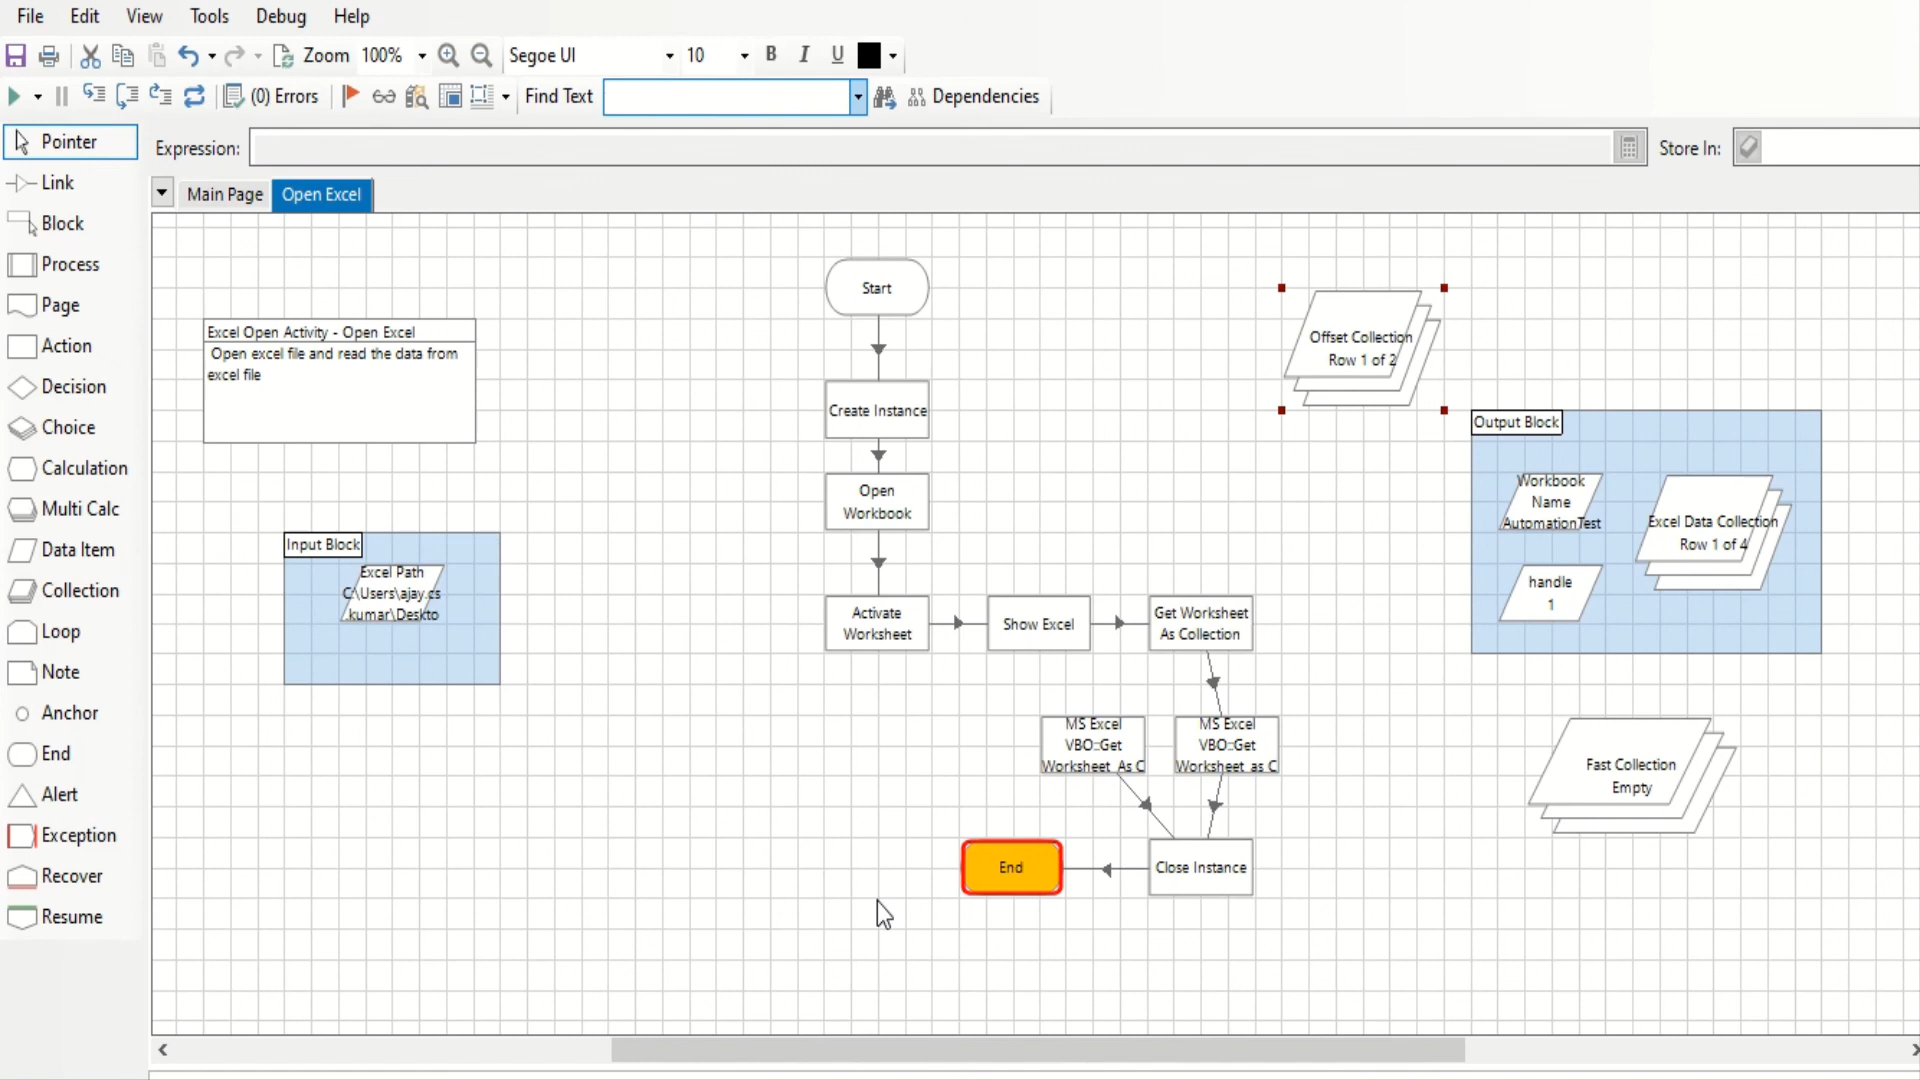 File Edit View Tools Debug Help
Zoom 100% Segoe UI 10 B I U
(0) Errors Find Text Dependencies
Pointer
Link
Block
Process
Page
Action
Decision
Choice
Calculation
Multi Calc
Data Item
Collection
Loop
Note
Anchor
End
Alert
Exception
Recover
Resume
Expression:
Store In:
Main Page
Open Excel
Excel Open Activity - Open Excel
Open excel file and read the data from
excel file
Input Block
Excel Path
C:\Users\ajay.cs
.kumar\Deskto
Start
Create Instance
Open
Workbook
Activate
Worksheet
Show Excel
Get Worksheet
As Collection
MS Excel
VBO::Get
Worksheet As C
MS Excel
VBO::Get
Worksheet as C
Close Instance
End
Offset Collection
Row 1 of 2
Output Block
Workbook
Name
AutomationTest
Excel Data Collection
Row 1 of 4
handle
1
Fast Collection
Empty